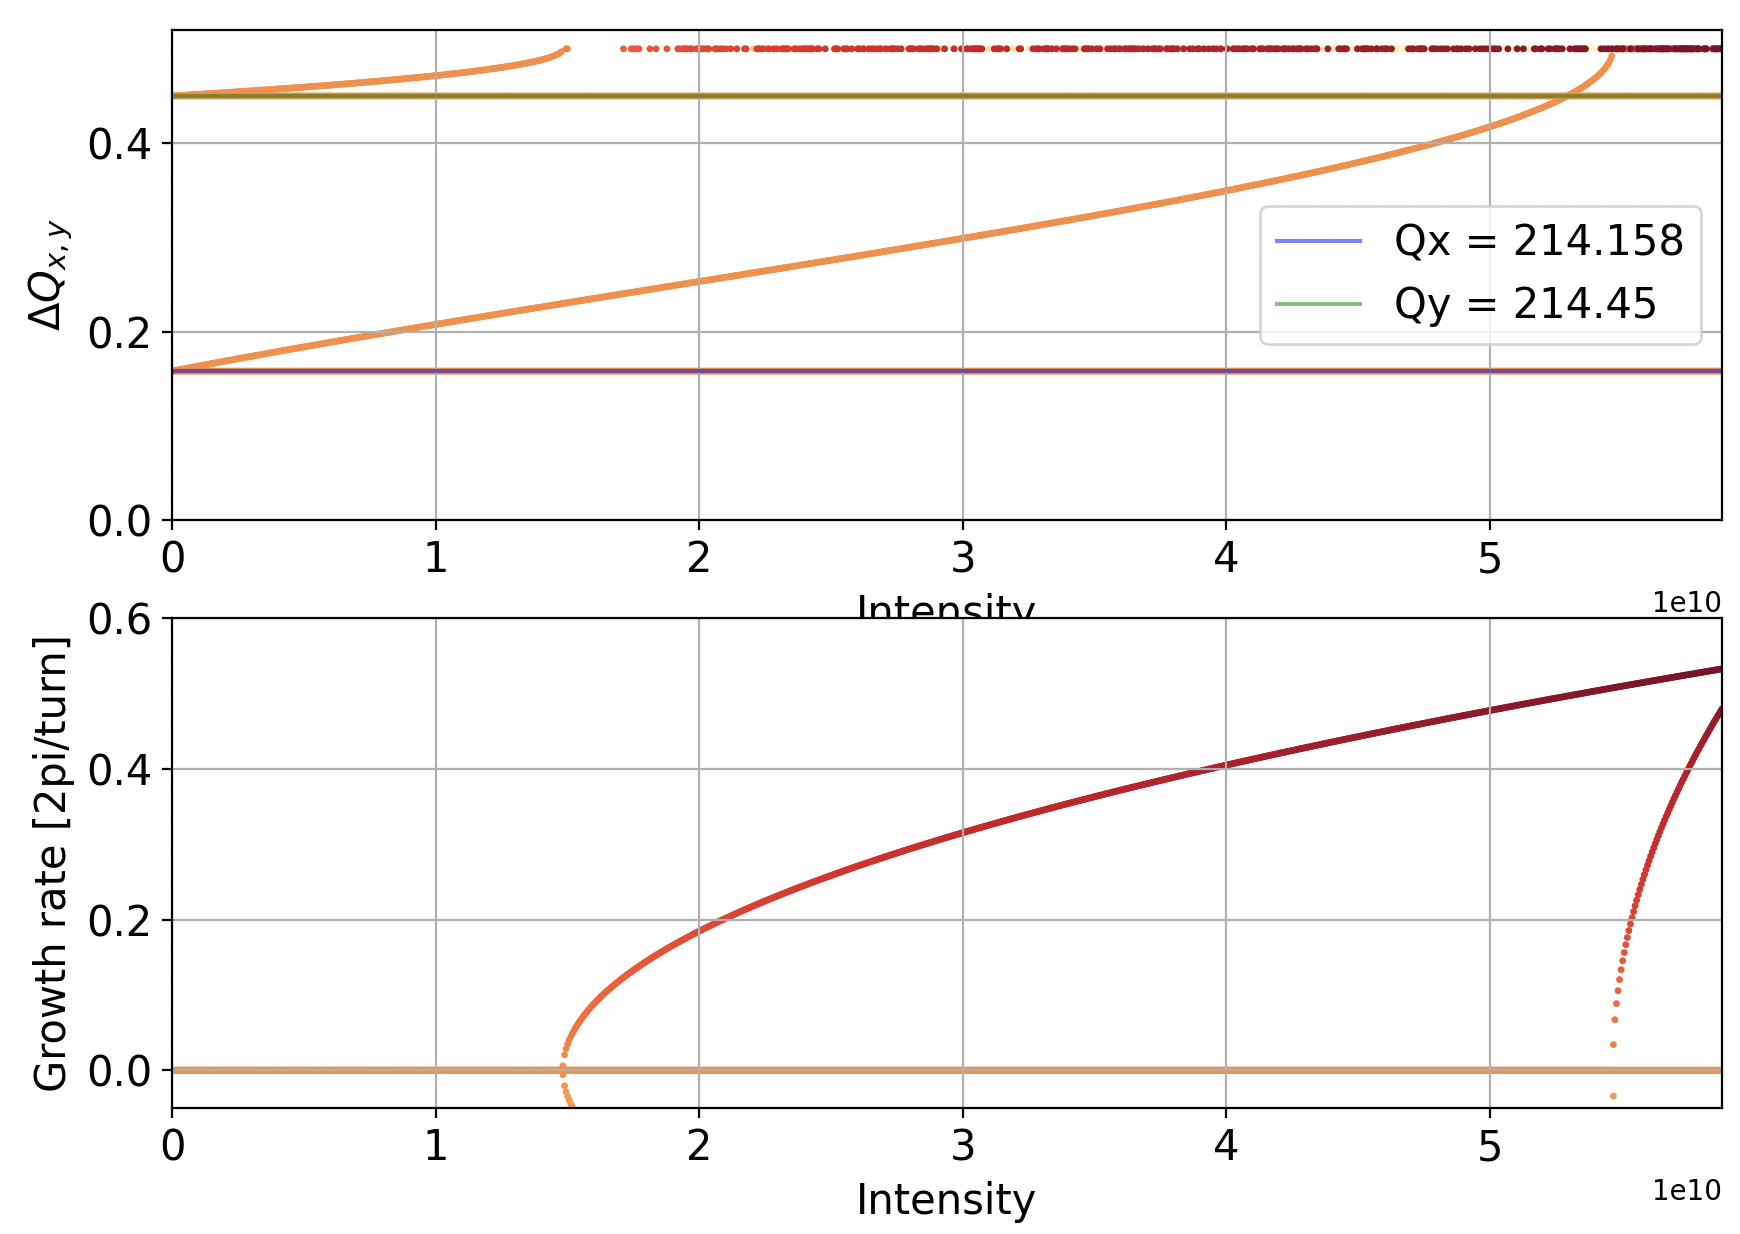 ΔQx,y
0.4
0.2
0.0
Qx = 214.158
Qy = 214.45
0 1 2 3 4 5
Intensity
1e10
Growth rate [2pi/turn]
0.6
0.4
0.2
0.0
0 1 2 3 4 5
Intensity
1e10